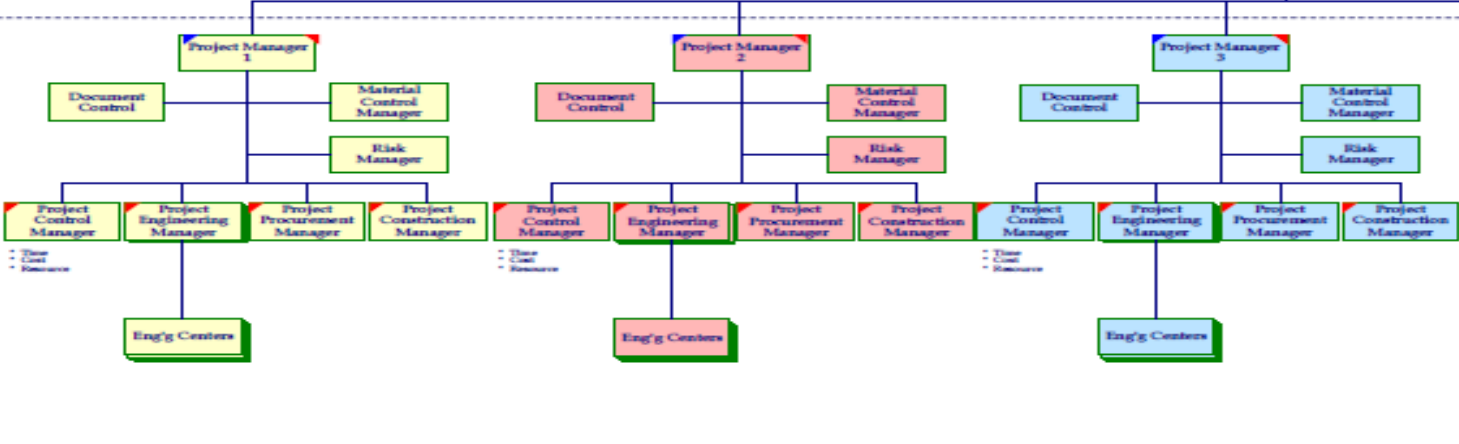 Project Manager
1
Project Manager
2
Project Manager
3
Document
Control
Material
Control
Manager
Document
Control
Material
Control
Manager
Document
Control
Material
Control
Manager
Risk
Manager
Risk
Manager
Risk
Manager
Project
Control
Manager
Project
Engineering
Manager
Project
Procurement
Manager
Project
Construction
Manager
Project
Control
Manager
Project
Engineering
Manager
Project
Procurement
Manager
Project
Construction
Manager
Project
Control
Manager
Project
Engineering
Manager
Project
Procurement
Manager
Project
Construction
Manager
* Time
* Cost
* Resource
* Time
* Cost
* Resource
* Time
* Cost
* Resource
Eng'g Centers
Eng'g Centers
Eng'g Centers